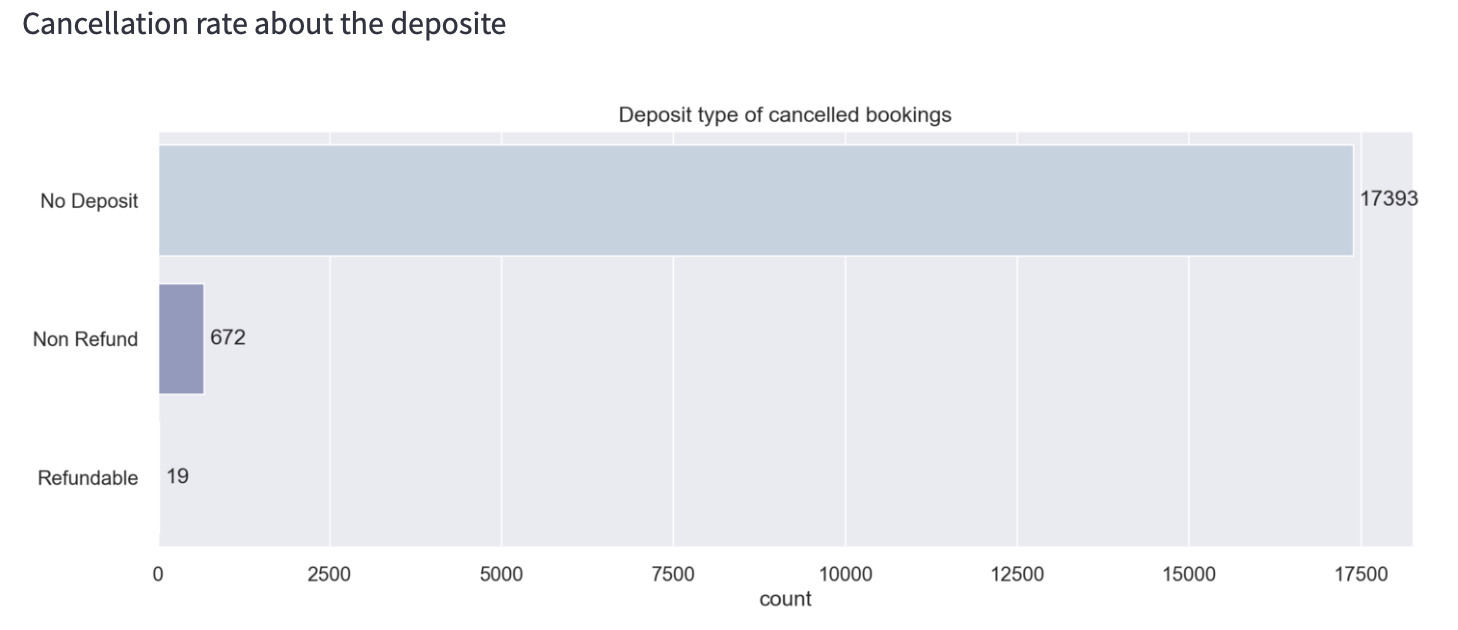 Cancellation rate about the deposite
Deposit type of cancelled bookings
No Deposit
17393
Non Refund
672
Refundable
19
0 2500 5000 7500 10000 12500 15000 17500
count